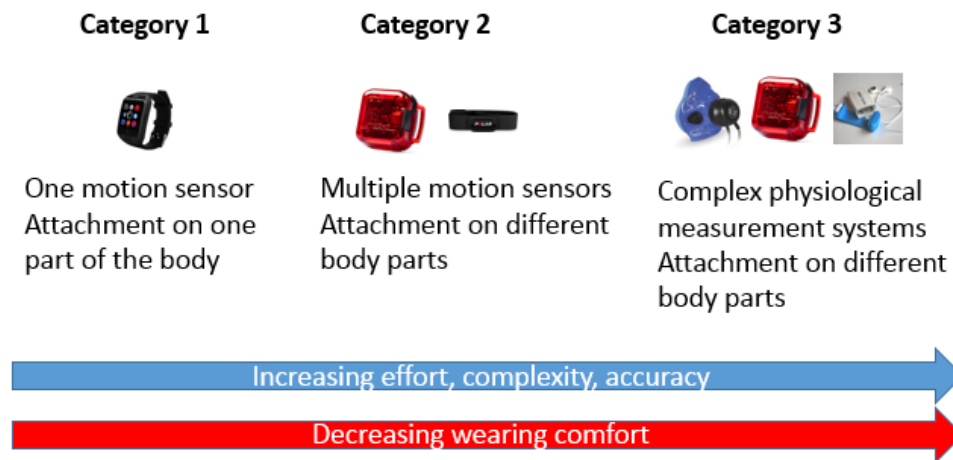 Category 1
Category 2
Category 3
One motion sensor
Attachment on one
part of the body
Multiple motion sensors
Attachment on different
body parts
Complex physiological
measurement systems
Attachment on different
body parts
Increasing effort, complexity, accuracy
Decreasing wearing comfort